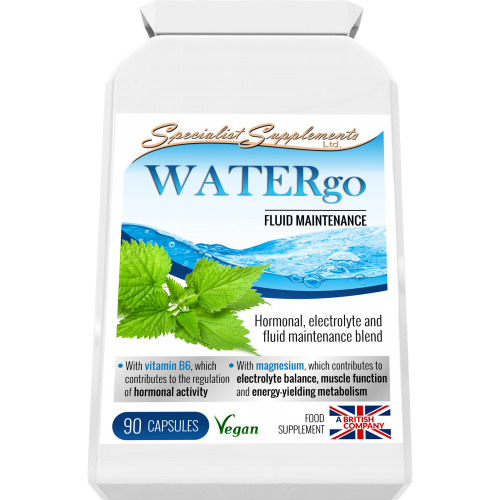 Specialist Supplements
Ltd.
WATERgo
FLUID MAINTENANCE
Hormonal, electrolyte and
fluid maintenance blend
• With vitamin B6, which
contributes to the regulation
of hormonal activity
• With magnesium, which contributes to
electrolyte balance, muscle function
and energy-yielding metabolism
90 CAPSULES
Vegan
FOOD
SUPPLEMENT
A BRITISH
COMPANY